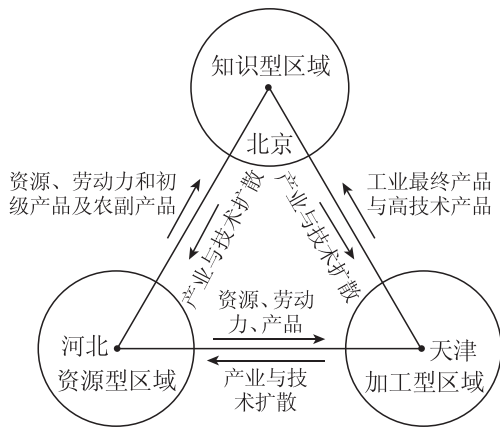 知识型区域
北京
资源、劳动力和初
级产品及农副产品
产业与技术扩散
产业与技术扩散
工业最终产品
与高技术产品
资源、劳动
力、产品
河北
资源型区域
天津
加工型区域
产业与技
术扩散